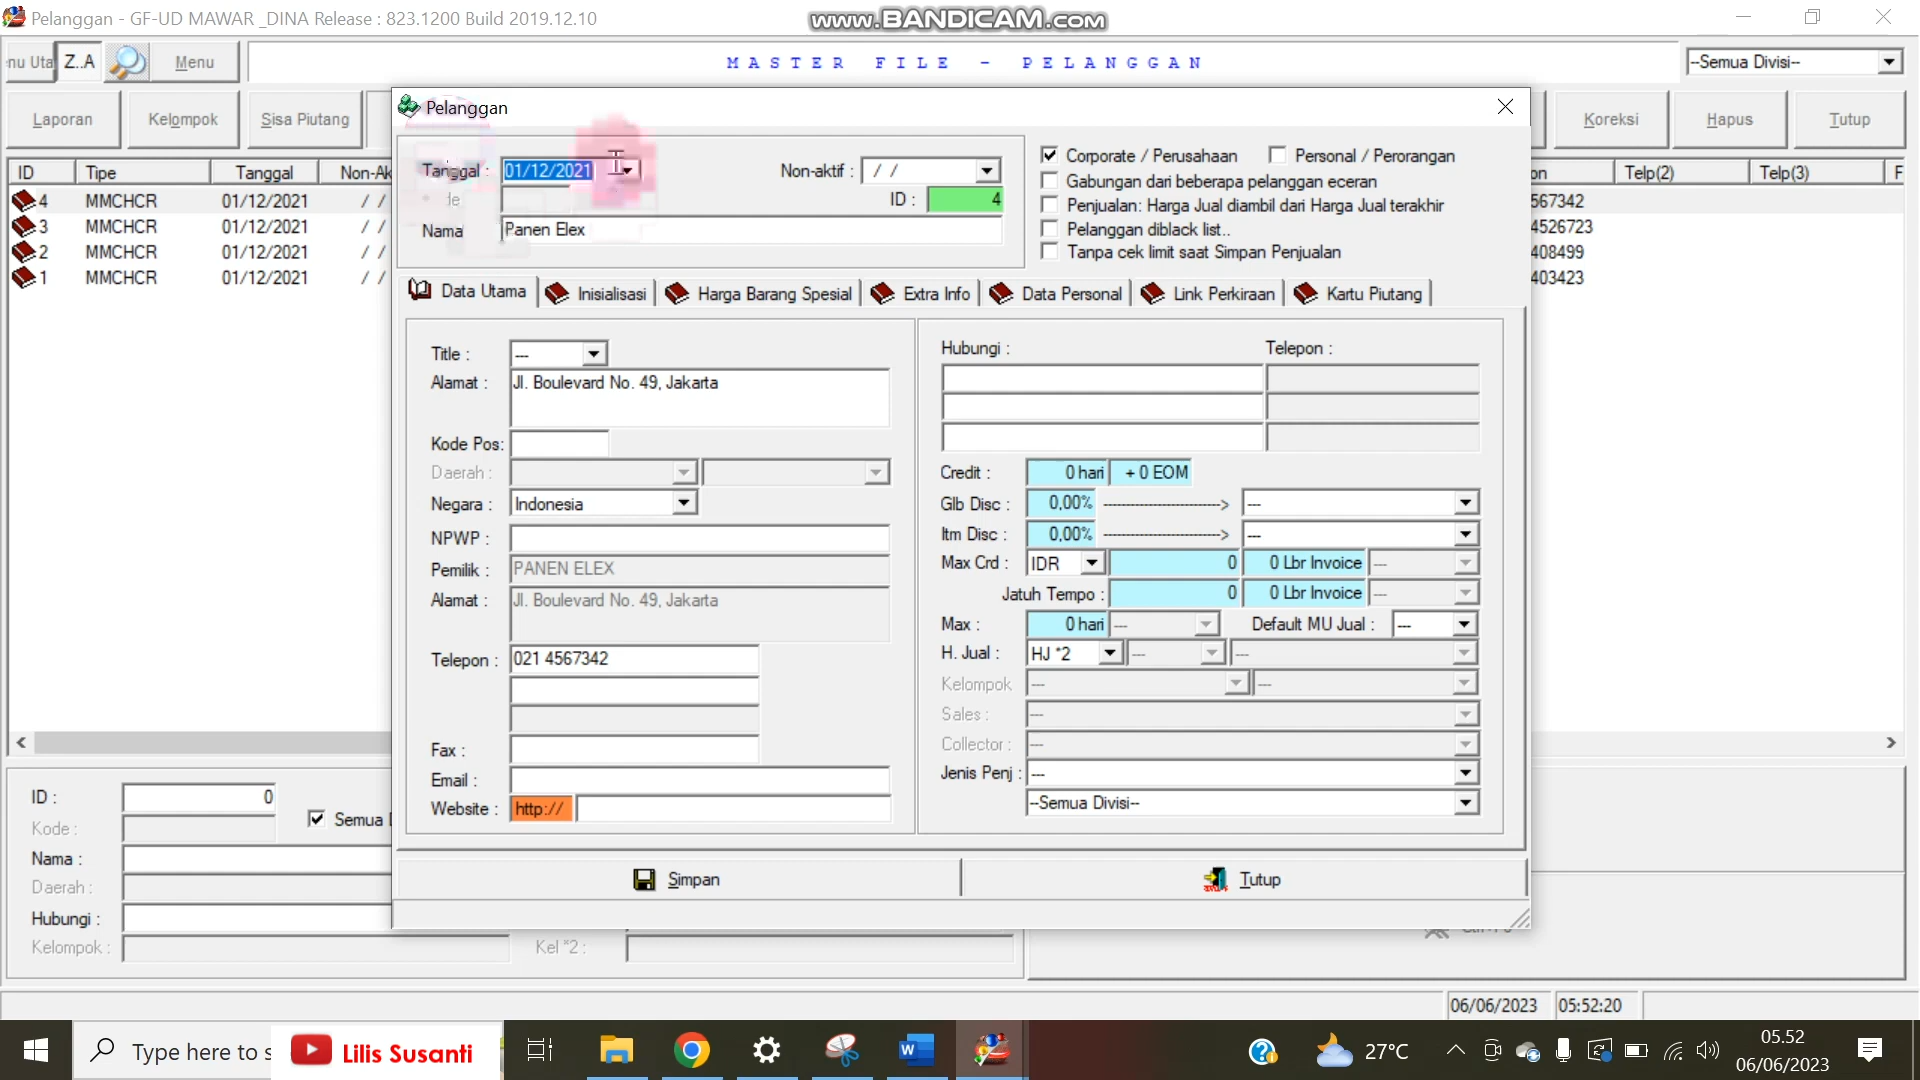 Pelanggan - GF-UD MAWAR _DINA Release : 823.1200 Build 2019.12.10
www.BANDICAM.com
nu Uta Z..A Menu
MASTER FILE - PELANGGAN
--Semua Divisi--
Laporan Kelompok Sisa Piutang
Koreksi Hapus Tutup
Pelanggan
Tanggal : 01/12/2021 Non-aktif : / /
ID : 4
Nama Panen Elex
Corporate / Perusahaan Personal / Perorangan
Gabungan dari beberapa pelanggan eceran
Penjualan: Harga Jual diambil dari Harga Jual terakhir
Pelanggan diblack list..
Tanpa cek limit saat Simpan Penjualan
ID Tipe Tanggal Non-Ak
on Telp(2) Telp(3) F
4 MMCHCR 01/12/2021 / / 567342
3 MMCHCR 01/12/2021 / / 4526723
2 MMCHCR 01/12/2021 / / 408499
1 MMCHCR 01/12/2021 / / 403423
Data Utama Inisialisasi Harga Barang Spesial Extra Info Data Personal Link Perkiraan Kartu Piutang
Title : ---
Alamat : Jl. Boulevard No. 49, Jakarta
Kode Pos:
Daerah :
Negara : Indonesia
NPWP :
Pemilik : PANEN ELEX
Alamat : Jl. Boulevard No. 49, Jakarta
Telepon : 021 4567342
Fax :
Email :
Website : http://
Hubungi : Telepon :
Credit : 0 hari + 0 EOM
Glb Disc : 0,00% ------------------------> ---
Itm Disc : 0,00% ------------------------> ---
Max Crd : IDR 0 0 Lbr Invoice ---
Jatuh Tempo : 0 0 Lbr Invoice ---
Max : 0 hari --- Default MU Jual : ---
H. Jual : HJ *2 --- ---
Kelompok --- ---
Sales : ---
Collector : ---
Jenis Penj : ---
--Semua Divisi--
Simpan Tutup
ID : 0
Kode : Semua
Nama :
Daerah :
Hubungi :
Kelompok : Kel *2 :
06/06/2023 05:52:20
Type here to s
Lilis Susanti
27°C
05.52
06/06/2023